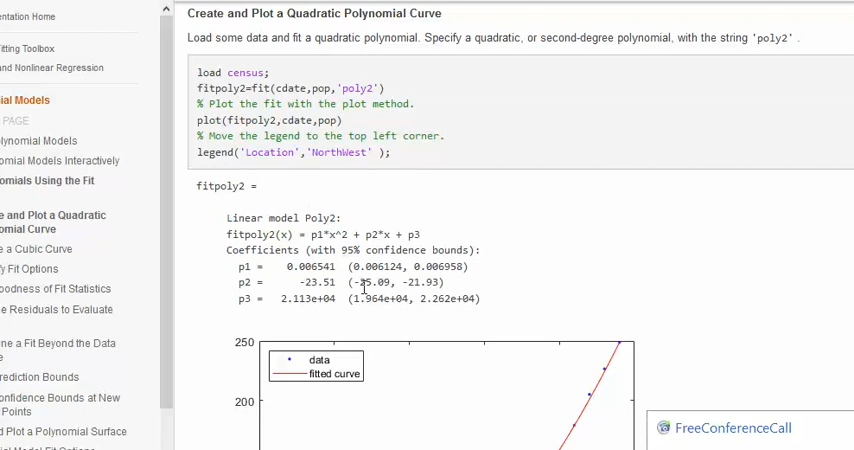 entation Home
itting Toolbox
and Nonlinear Regression
ial Models
PAGE
olynomial Models
omial Models Interactively
omials Using the Fit
e and Plot a Quadratic
omial Curve
e a Cubic Curve
y Fit Options
oodness of Fit Statistics
e Residuals to Evaluate
ne a Fit Beyond the Data
e
rediction Bounds
onfidence Bounds at New
Points
d Plot a Polynomial Surface
Create and Plot a Quadratic Polynomial Curve
Load some data and fit a quadratic polynomial. Specify a quadratic, or second-degree polynomial, with the string 'poly2' .
load census;
fitpoly2=fit(cdate,pop,'poly2')
% Plot the fit with the plot method.
plot(fitpoly2,cdate,pop)
% Move the legend to the top left corner.
legend('Location','NorthWest' );
fitpoly2 =
Linear model Poly2:
fitpoly2(x) = p1*x^2 + p2*x + p3
Coefficients (with 95% confidence bounds):
p1 = 0.006541 (0.006124, 0.006958)
p2 = -23.51 (-25.09, -21.93)
p3 = 2.113e+04 (1.964e+04, 2.262e+04)
250
data
fitted curve
200
FreeConferenceCall